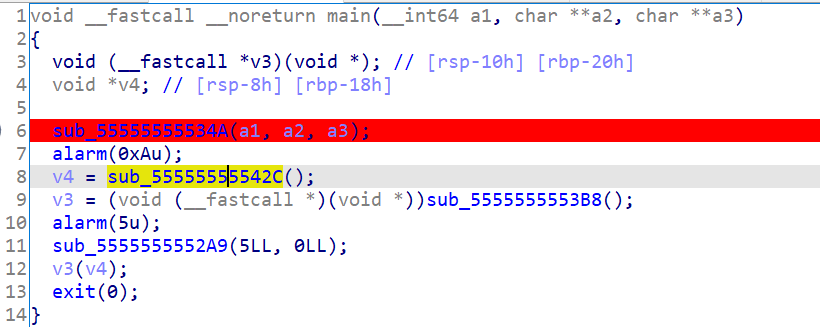 1 void __fastcall __noreturn main(__int64 a1, char **a2, char **a3)
2 {
3 void (__fastcall *v3)(void *); // [rsp-10h] [rbp-20h]
4 void *v4; // [rsp-8h] [rbp-18h]
5
6 sub_55555555534A(a1, a2, a3);
7 alarm(0xAu);
8 v4 = sub_55555555542C();
9 v3 = (void (__fastcall *)(void *))sub_5555555553B8();
10 alarm(5u);
11 sub_5555555552A9(5LL, 0LL);
12 v3(v4);
13 exit(0);
14 }